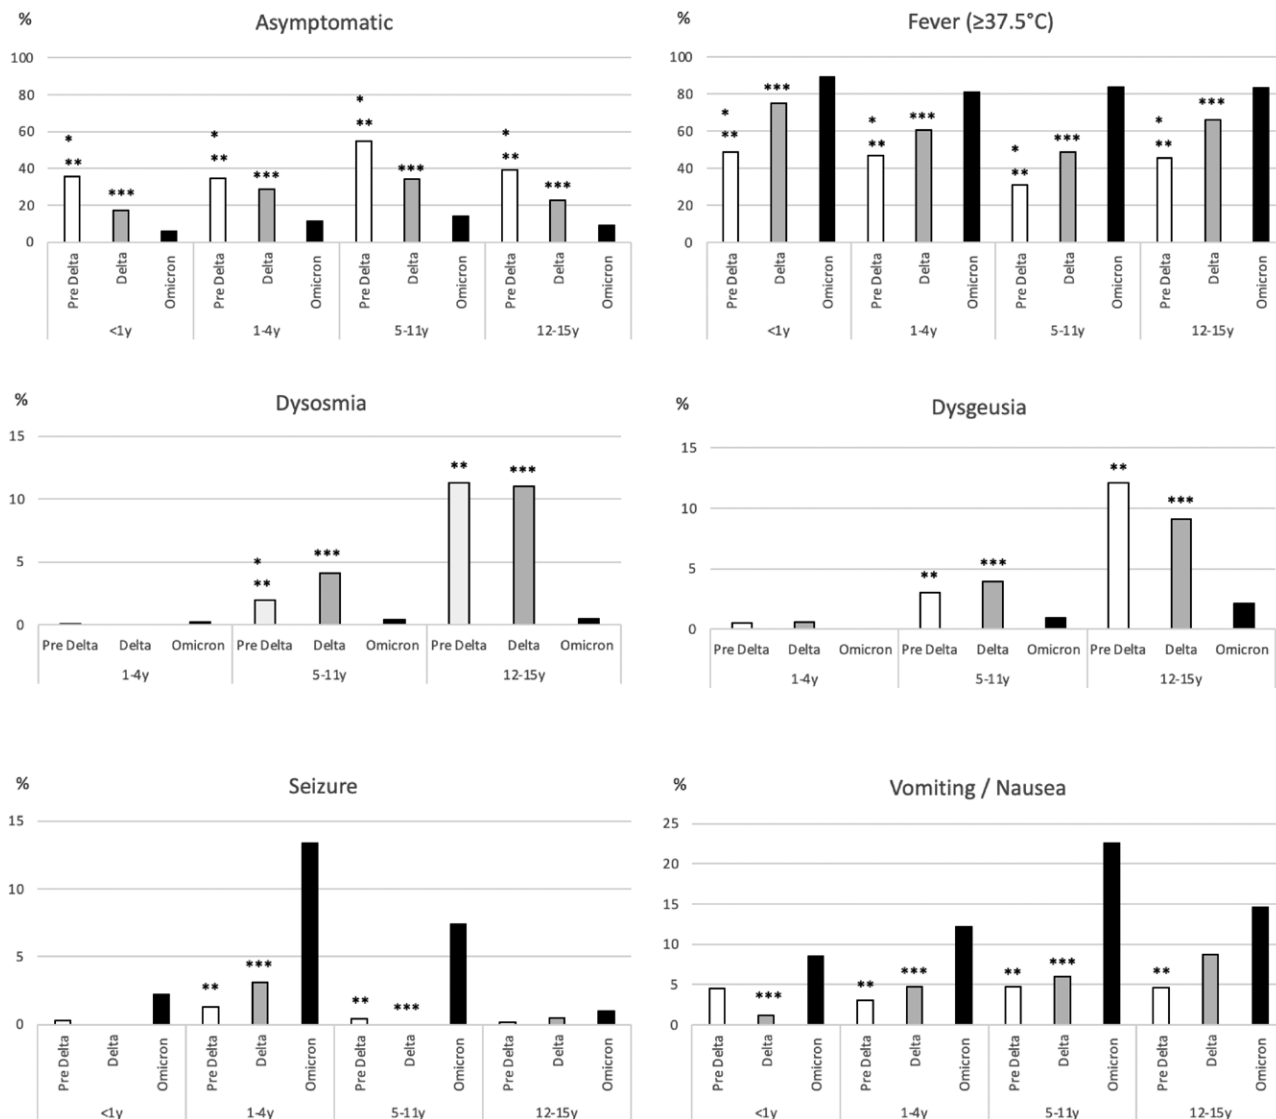 % Asymptomatic
100
80
60
40
20
0
* ** *** * ** *** * ** *** * ** ***
Pre Delta Delta Omicron Pre Delta Delta Omicron Pre Delta Delta Omicron Pre Delta Delta Omicron
<1y 1-4y 5-11y 12-15y
% Fever (≥37.5°C)
100
80
60
40
20
0
* ** *** * ** *** * ** *** * ** ***
Pre Delta Delta Omicron Pre Delta Delta Omicron Pre Delta Delta Omicron Pre Delta Delta Omicron
<1y 1-4y 5-11y 12-15y
% Dysosmia
15
10
5
0
* ** *** ** ***
Pre Delta Delta Omicron Pre Delta Delta Omicron Pre Delta Delta Omicron
1-4y 5-11y 12-15y
% Dysgeusia
15
10
5
0
** *** ** ***
Pre Delta Delta Omicron Pre Delta Delta Omicron Pre Delta Delta Omicron
1-4y 5-11y 12-15y
% Seizure
15
10
5
0
** *** ** ***
Pre Delta Delta Omicron Pre Delta Delta Omicron Pre Delta Delta Omicron Pre Delta Delta Omicron
<1y 1-4y 5-11y 12-15y
% Vomiting / Nausea
25
20
15
10
5
0
*** ** *** ** *** **
Pre Delta Delta Omicron Pre Delta Delta Omicron Pre Delta Delta Omicron Pre Delta Delta Omicron
<1y 1-4y 5-11y 12-15y